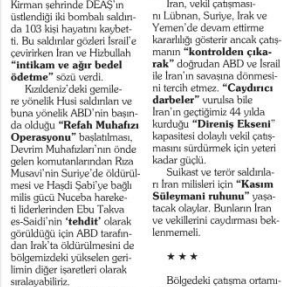 Kirman şehrinde DEAŞ'ın
üstlendiği iki bombalı saldırı-
da 103 kişi hayatını kaybet-
ti. Bu saldırılar gözleri İsrail'e
çevirirken İran ve Hizbullah
"intikam ve ağır bedel
ödetme" sözü verdi.
Kızıldeniz'deki gemile-
re yönelik Husi saldırıları ve
buna yönelik ABD'nin başın-
da olduğu "Refah Muhafızı
Operasyonu" başlatılması,
Devrim Muhafızları'nın önde
gelen komutanlarından Rıza
Musavi'nin Suriye'de öldürül-
mesi ve Haşdi Şabi'ye bağlı
milis gücü Nuceba hareke-
ti liderlerinden Ebu Takva
es-Saidi'nin 'tehdit' olarak
görüldüğü için ABD tarafın-
dan Irak'ta öldürülmesini de
bölgemizdeki yükselen geri-
limin diğer işaretleri olarak
sıralayabiliriz.
İran, vekil çatışması-
nı Lübnan, Suriye, Irak ve
Yemen'de devam ettirme
kararlılığı gösterir ancak çatış-
manın "kontrolden çıka-
rak" doğrudan ABD ve İsrail
ile İran'ın savaşına dönmesi-
ni tercih etmez. "Caydırıcı
darbeler" vurulsa bile
İran'ın geçtiğimiz 44 yılda
kurduğu "Direniş Ekseni"
kapasitesi dolaylı vekil çatış-
masını sürdürmek için yeteri
kadar güçlü.
Suikast ve terör saldırıla-
rı İran milisleri için "Kasım
Süleymani ruhunu" yaşa-
tacak olaylar. Bunların İran
ve vekillerini caydırması bek-
lenmemeli.
★ ★ ★
Bölgedeki çatışma ortamı-